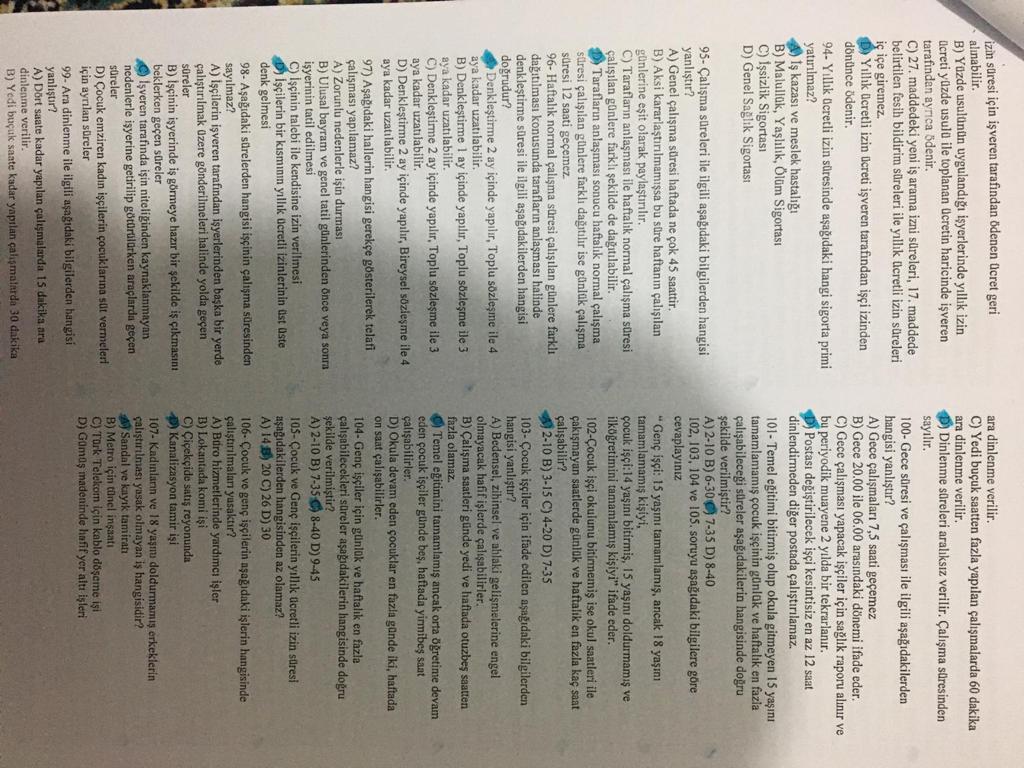 izin süresi için işveren tarafından ödenen ücret geri
alınabilir.
B) Yüzde usulünün uygulandığı işyerlerinde yıllık izin
ücreti yüzde usulü ile toplanan ücretin haricinde işveren
tarafından ayrıca ödenir.
C) 27. maddedeki yeni iş arama izni süreleri, 17. maddede
belirtilen fesih bildirim süreleri ile yıllık ücretli izin süreleri
iç içe giremez.
D) Yıllık ücretli izin ücreti işveren tarafından işçi izinden
dönünce ödenir.
94- Yıllık ücretli izin süresinde aşağıdaki hangi sigorta primi
yatırılmaz?
A) İş kazası ve meslek hastalığı
B) Malullük, Yaşlılık, Ölüm Sigortası
C) İşsizlik Sigortası
D) Genel Sağlık Sigortası
95- Çalışma süreleri ile ilgili aşağıdaki bilgilerden hangisi
yanlıştır?
A) Genel çalışma süresi haftada ne çok 45 saattir.
B) Aksi kararlaştırılmamışsa bu süre haftanın çalışılan
günlerine eşit olarak paylaştırılır.
C) Tarafların anlaşması ile haftalık normal çalışma süresi
çalışılan günlere farklı şekilde de dağıtılabilir.
D) Tarafların anlaşması sonucu haftalık normal çalışma
süresi çalışılan günlere farklı dağıtılır ise günlük çalışma
süresi 12 saati geçemez.
96- Haftalık normal çalışma süresi çalışılan günlere farklı
dağıtılması konusunda tarafların anlaşması halinde
denkleştirme süresi ile ilgili aşağıdakilerden hangisi
doğrudur?
A) Denkleştirme 2 ay içinde yapılır, Toplu sözleşme ile 4
aya kadar uzatılabilir.
B) Denkleştirme 1 ay içinde yapılır, Toplu sözleşme ile 3
aya kadar uzatılabilir.
C) Denkleştirme 2 ay içinde yapılır, Toplu sözleşme ile 3
aya kadar uzatılabilir.
D) Denkleştirme 2 ay içinde yapılır, Bireysel sözleşme ile 4
aya kadar uzatılabilir.
97) Aşağıdaki hallerin hangisi gerekçe gösterilerek telafi
çalışması yapılamaz?
A) Zorunlu nedenlerle işin durması
B) Ulusal bayram ve genel tatil günlerinden önce veya sonra
işyerinin tatil edilmesi
C) İşçinin talebi ile kendisine izin verilmesi
D) İşçilerin bir kısmının yıllık ücretli izinlerinin üst üste
denk gelmesi
98- Aşağıdaki sürelerden hangisi işçinin çalışma süresinden
sayılmaz?
A) İşçilerin işveren tarafından işyerlerinden başka bir yerde
çalıştırılmak üzere gönderilmeleri halinde yolda geçen
süreler
B) İşçinin işyerinde iş görmeye hazır bir şekilde iş çıkmasını
beklerken geçen süreler
C) İşveren tarafında işin niteliğinden kaynaklanmayan
nedenlerle işyerine getirilip götürülürken araçlarda geçen
süreler
D) Çocuk emziren kadın işçilerin çocuklarına süt vermeleri
için ayrılan süreler
99- Ara dinlenme ile ilgili aşağıdaki bilgilerden hangisi
yanlıştır?
A) Dört saate kadar yapılan çalışmalarda 15 dakika ara
dinlenme verilir.
B) Yedi buçuk saate kadar yapılan çalışmalarda 30 dakika
ara dinlenme verilir.
C) Yedi buçuk saatten fazla yapılan çalışmalarda 60 dakika
ara dinlenme verilir.
D) Dinlenme süreleri aralıksız verilir. Çalışma süresinden
sayılır.
100- Gece süresi ve çalışması ile ilgili aşağıdakilerden
hangisi yanlıştır?
A) Gece çalışmaları 7,5 saati geçemez
B) Gece 20.00 ile 06.00 arasındaki dönemi ifade eder.
C) Gece çalışması yapacak işçiler için sağlık raporu alınır ve
bu periyodik muayene 2 yılda bir tekrarlanır.
D) Postası değiştirilecek işçi kesintisiz en az 12 saat
dinlendirmeden diğer postada çalıştırılamaz.
101 - Temel eğitimi bitirmiş olup okula gitmeyen 15 yaşını
tamamlamamış çocuk işçinin günlük ve haftalık en fazla
çalışabileceği süreler aşağıdakilerin hangisinde doğru
şekilde verilmiştir?
A) 2-10 B) 6-30 C) 7-35 D) 8-40
102, 103, 104 ve 105. soruyu aşağıdaki bilgilere göre
cevaplayınız
" Genç işçi: 15 yaşını tamamlamış, ancak 18 yaşını
tamamlamamış kişiyi,
çocuk işçi:14 yaşını bitirmiş, 15 yaşını doldurmamış ve
ilköğretimini tamamlamış kişiyi" ifade eder.
102-Çocuk işçi okulunu bitirmemiş ise okul saatleri ile
çakışmayan saatlerde günlük ve haftalık en fazla kaç saat
çalışabilir?
A) 2-10 B) 3-15 C) 4-20 D) 7-35
103- Çocuk işçiler için ifade edilen aşağıdaki bilgilerden
hangisi yanlıştır?
A) Bedensel, zihinsel ve ahlaki gelişmelerine engel
olmayacak hafif işlerde çalışabilirler.
B) Çalışma saatleri günde yedi ve haftada otuzbeş saatten
fazla olamaz.
C) Temel eğitimini tamamlamış ancak orta öğretime devam
eden çocuk işçiler günde beş, haftada yirmibeş saat
çalışabilirler.
D) Okula devam eden çocuklar en fazla günde iki, haftada
on saat çalışabilirler.
104- Genç işçiler için günlük ve haftalık en fazla
çalışabilecekleri süreler aşağıdakilerin hangisinde doğru
şekilde verilmiştir?
A) 2-10 B) 7-35 C) 8-40 D) 9-45
105- Çocuk ve Genç işçilerin yıllık ücretli izin süresi
aşağıdakilerden hangisinden az olamaz?
A) 14 B) 20 C) 26 D) 30
106- Çocuk ve genç işçilerin aşağıdaki işlerin hangisinde
çalıştırılmaları yasaktır?
A) Büro hizmetlerinde yardımcı işler
B) Lokantada komi işi
C) Çiçekçilde satış reyonunda
D) Kanalizasyon tamir işi
107- Kadınların ve 18 yaşını doldurmamış erkeklerin
çalıştırılması yasak olmayan iş hangisidir?
A) Sandal ve kayık tamiratı
B) Metro için tünel inşaatı
C) Türk Telekom için kablo döşeme işi
D) Gümüş madeninde hafif yer altı işleri